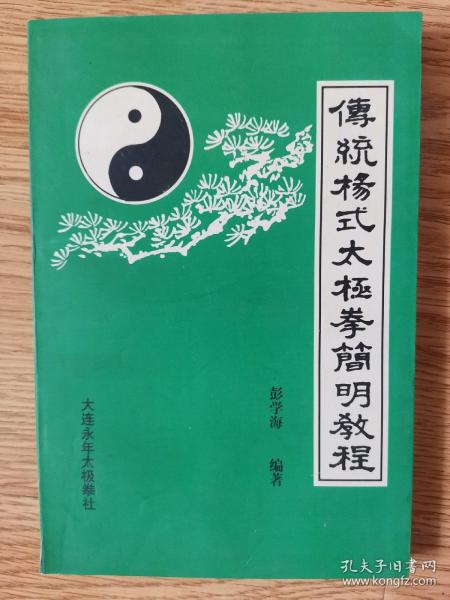 傳統楊式太極拳簡明教程
彭学海 编著
大连永年太极拳社
孔夫子旧书网
www.kongfz.com